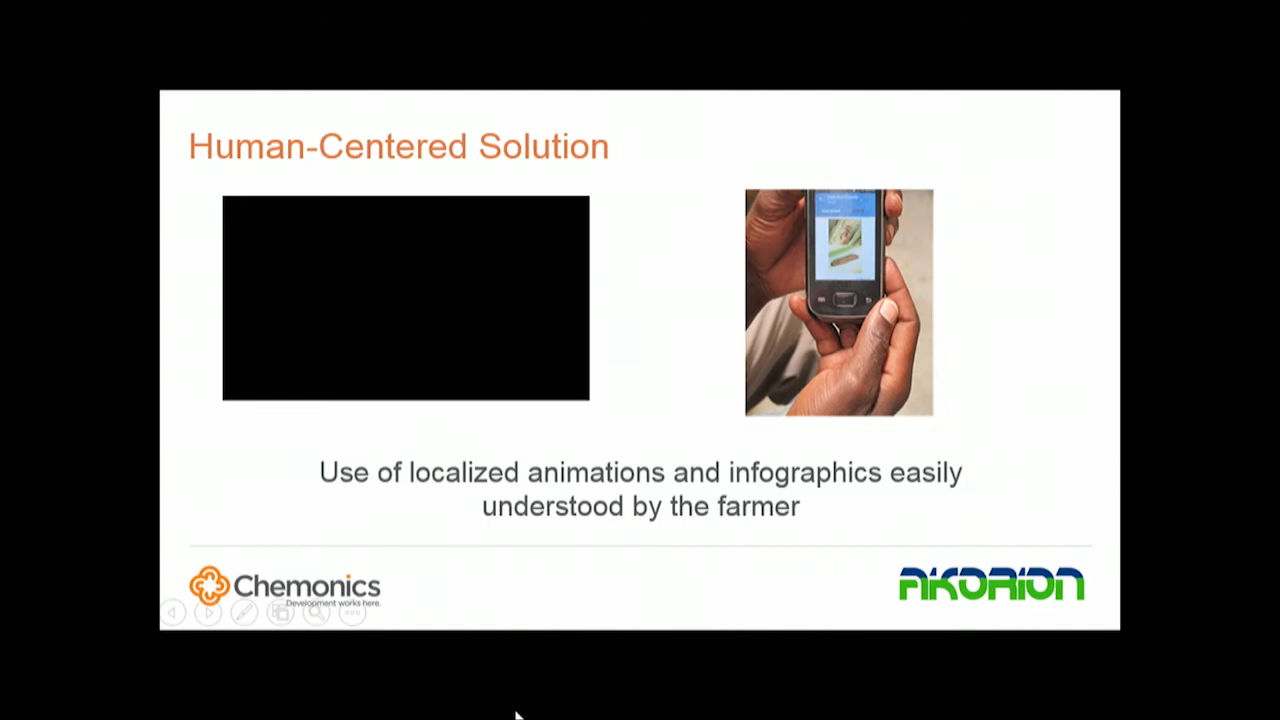 Human-Centered Solution
Use of localized animations and infographics easily
understood by the farmer
Chemonics
Development works here.
AKORION